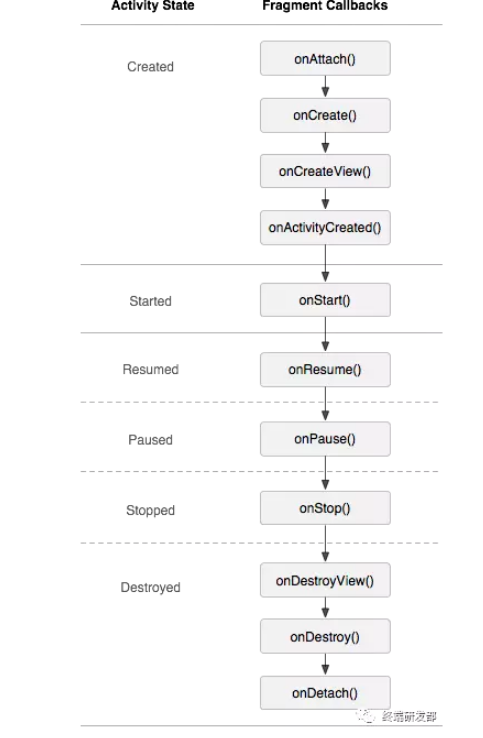 Activity State Fragment Callbacks
Created
onAttach()
onCreate()
onCreateView()
onActivityCreated()
Started onStart()
Resumed onResume()
Paused onPause()
Stopped onStop()
Destroyed
onDestroyView()
onDestroy()
onDetach()
终端研发部